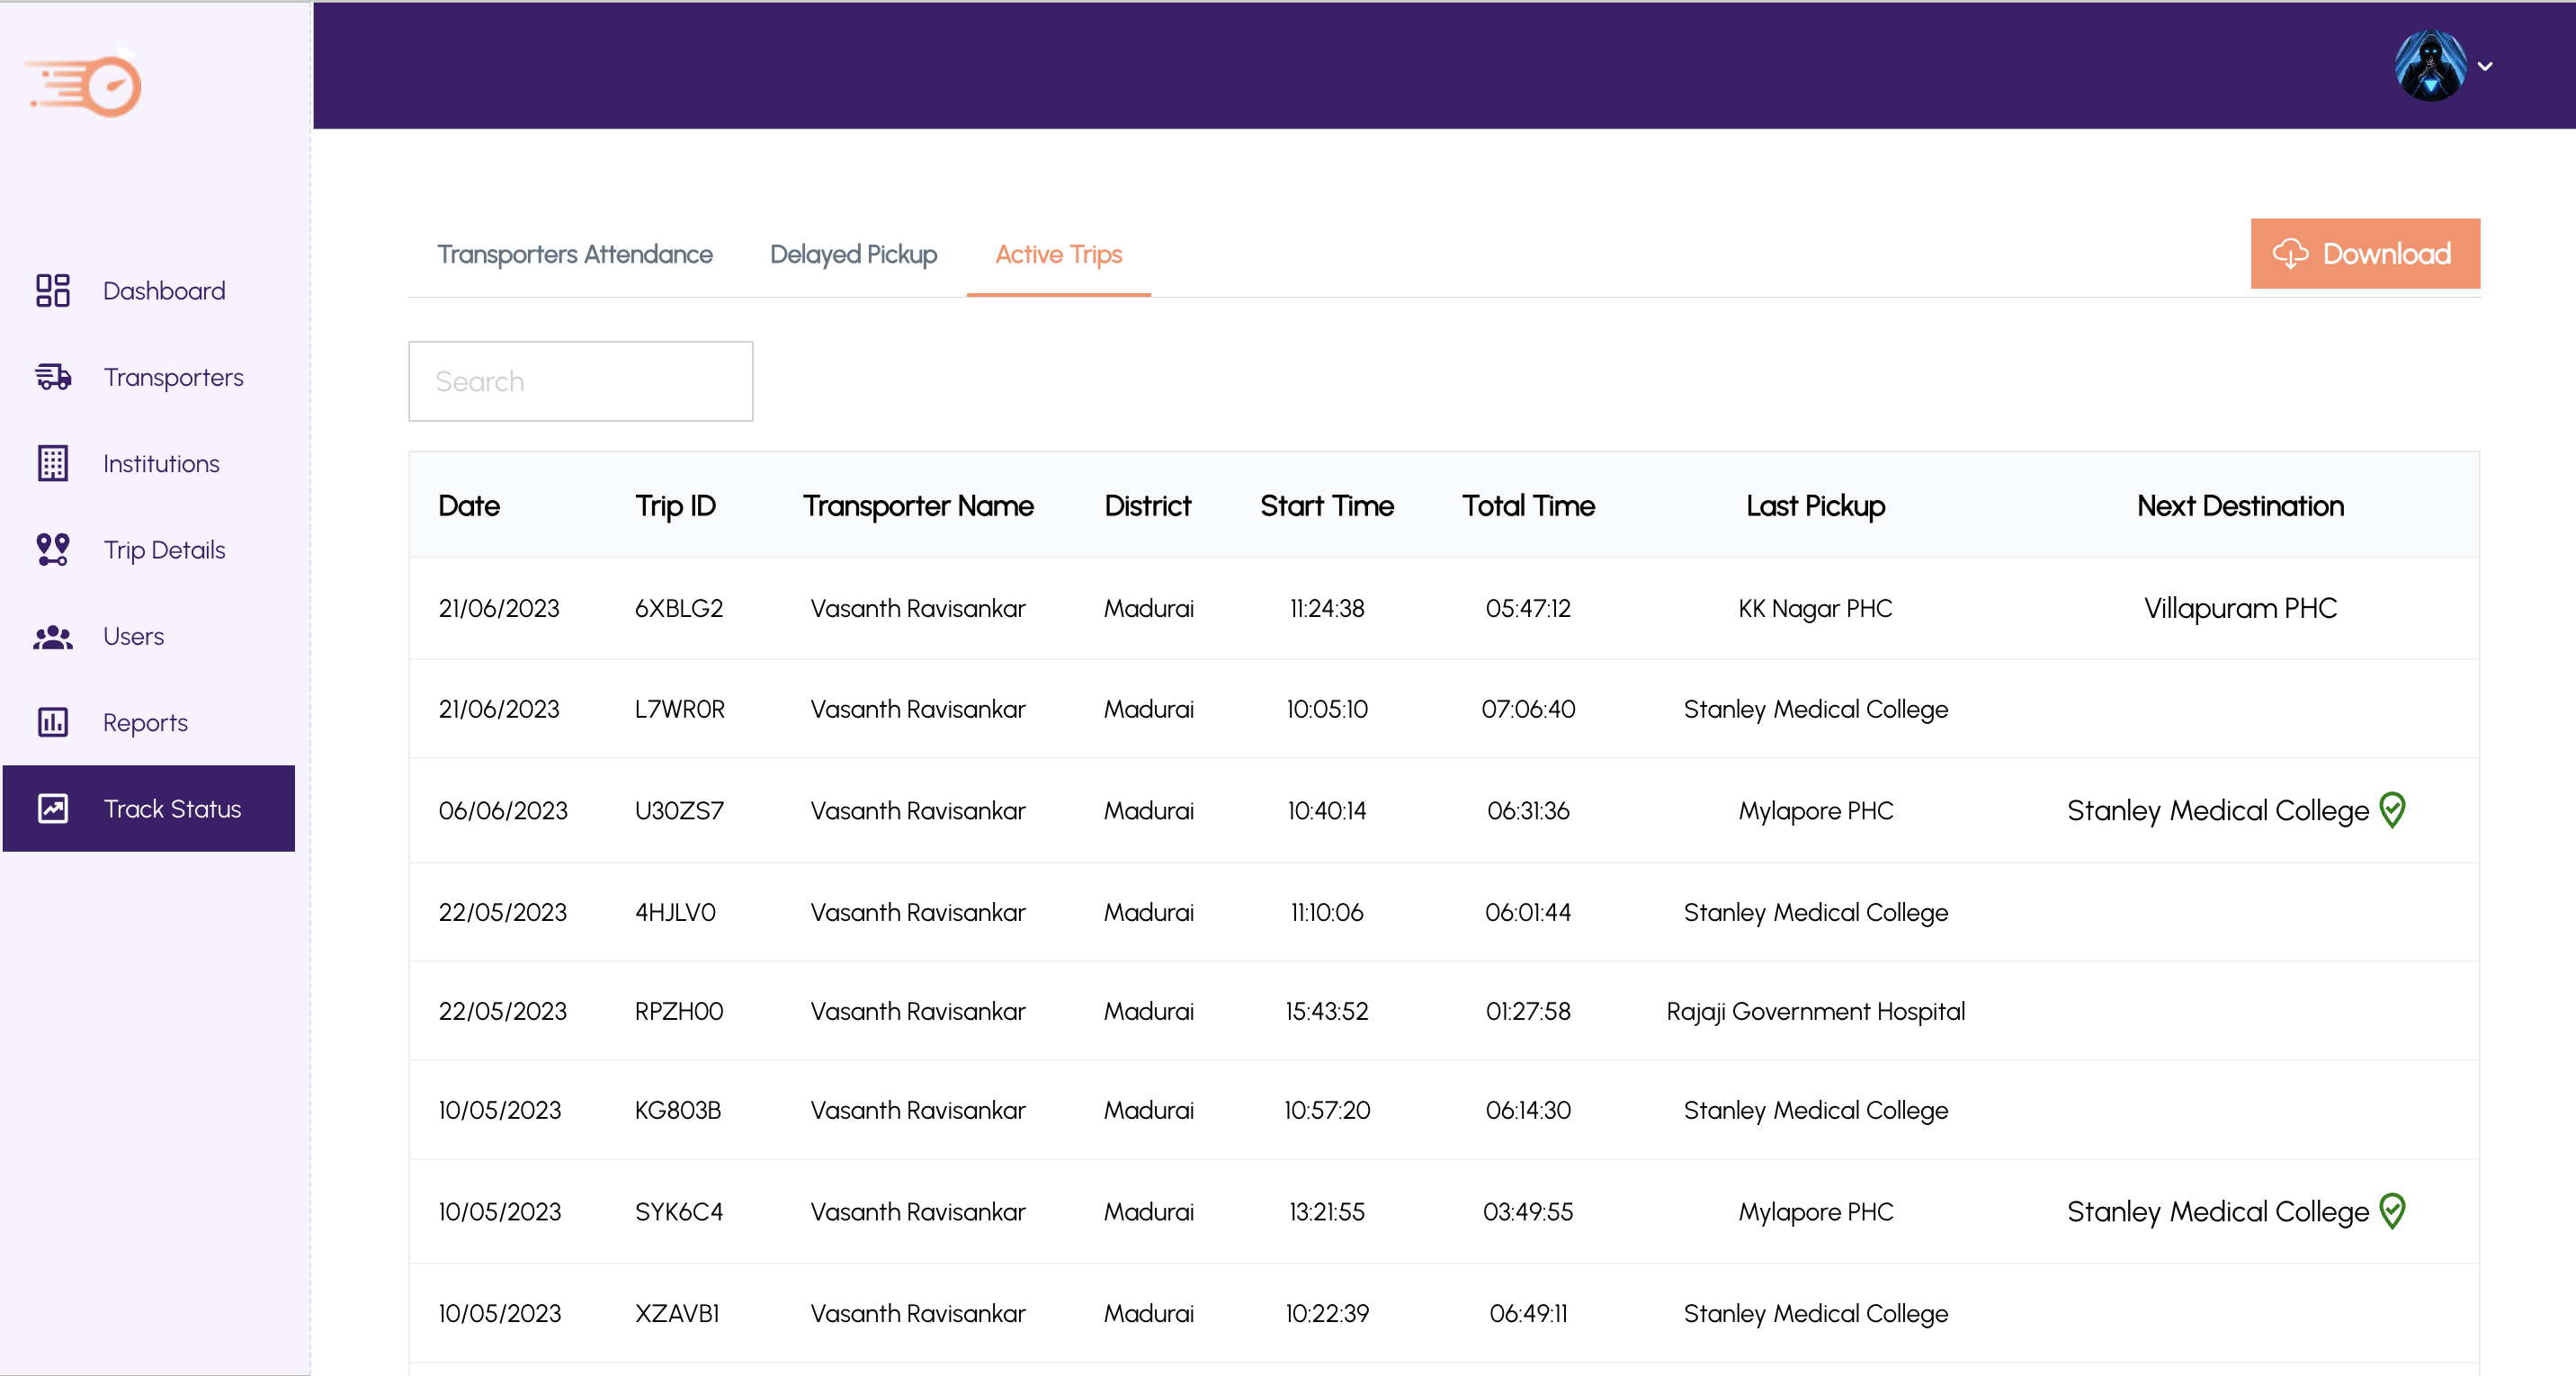 Dashboard
Transporters
Institutions
Trip Details
Users
Reports
Track Status
Transporters Attendance Delayed Pickup Active Trips Download
Search
Date Trip ID Transporter Name District Start Time Total Time Last Pickup Next Destination
21/06/2023 6XBLG2 Vasanth Ravisankar Madurai 11:24:38 05:47:12 KK Nagar PHC Villapuram PHC
21/06/2023 L7WR0R Vasanth Ravisankar Madurai 10:05:10 07:06:40 Stanley Medical College
06/06/2023 U30ZS7 Vasanth Ravisankar Madurai 10:40:14 06:31:36 Mylapore PHC Stanley Medical College
22/05/2023 4HJLV0 Vasanth Ravisankar Madurai 11:10:06 06:01:44 Stanley Medical College
22/05/2023 RPZH00 Vasanth Ravisankar Madurai 15:43:52 01:27:58 Rajaji Government Hospital
10/05/2023 KG803B Vasanth Ravisankar Madurai 10:57:20 06:14:30 Stanley Medical College
10/05/2023 SYK6C4 Vasanth Ravisankar Madurai 13:21:55 03:49:55 Mylapore PHC Stanley Medical College
10/05/2023 XZAVB1 Vasanth Ravisankar Madurai 10:22:39 06:49:11 Stanley Medical College